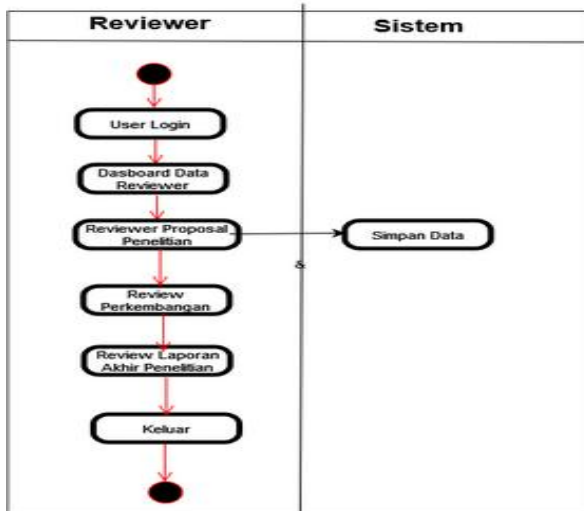 Reviewer
Sistem
User Login
Dasboard Data
Reviewer
Reviewer Proposal
Penelitian
Simpan Data
&
Review
Perkembangan
Review Laporan
Akhir Penelitian
Keluar